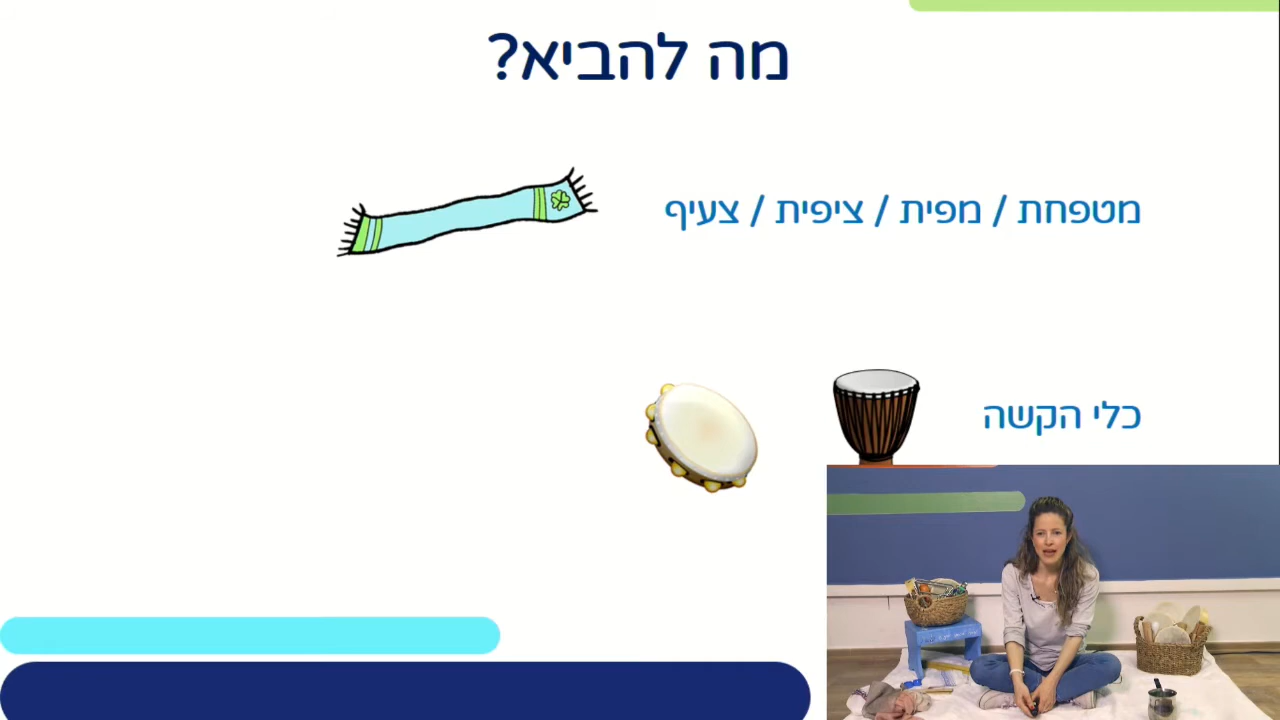 מה להביא?
מטפחת / מפית / ציפית / צעיף
כלי הקשה